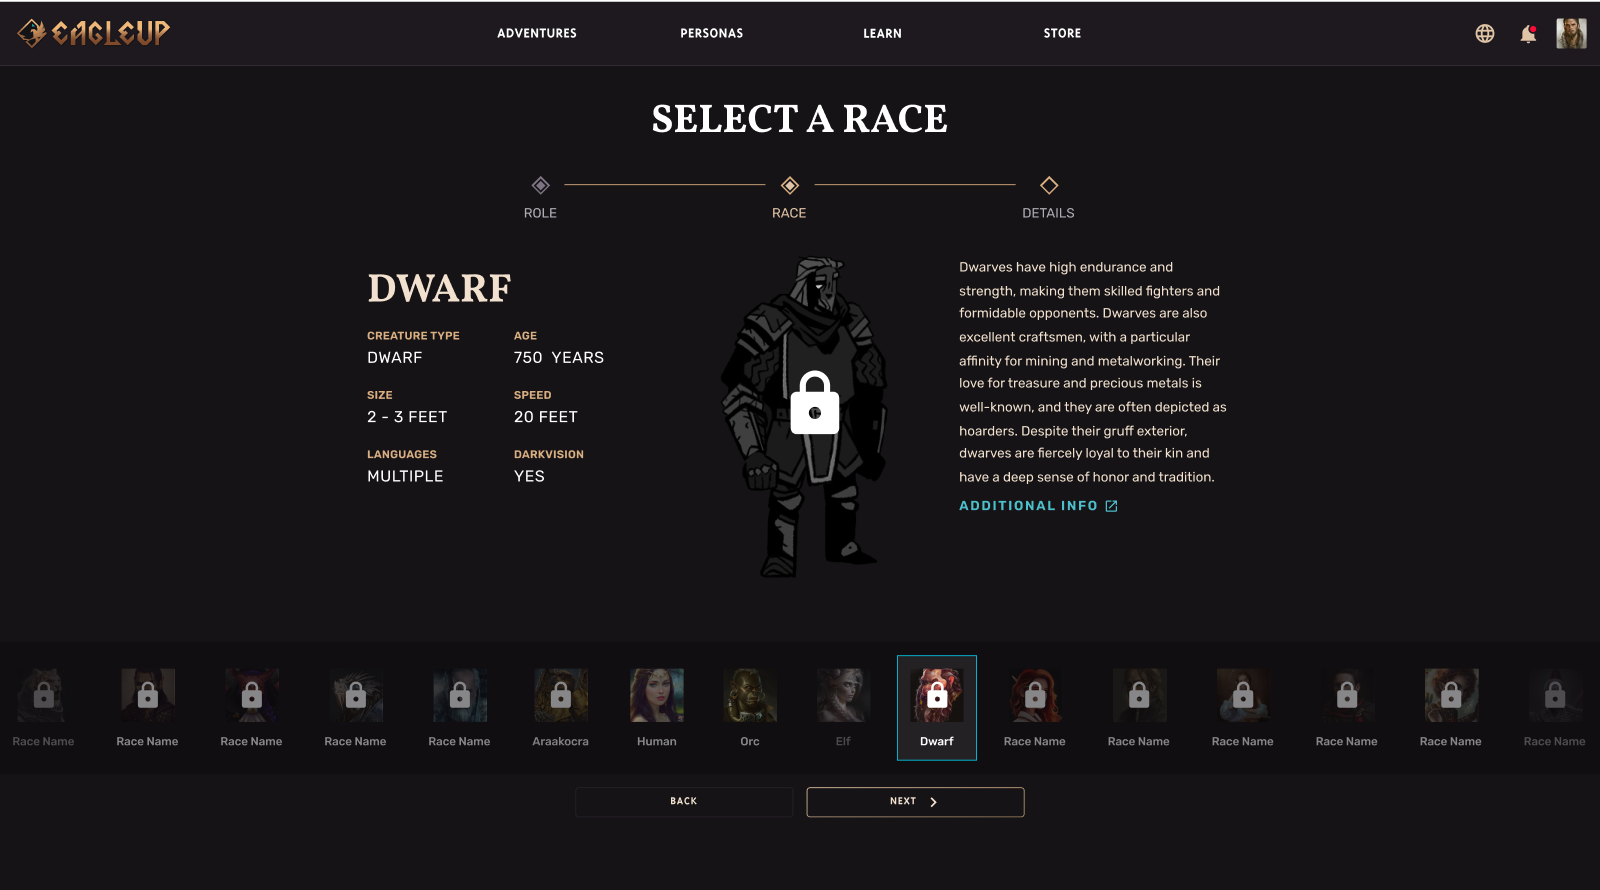 EAGLEUP
ADVENTURES
PERSONAS
LEARN
STORE
SELECT A RACE
ROLE
RACE
DETAILS
DWARF
CREATURE TYPE
DWARF
AGE
750 YEARS
SIZE
2 - 3 FEET
SPEED
20 FEET
LANGUAGES
MULTIPLE
DARKVISION
YES
Dwarves have high endurance and
strength, making them skilled fighters and
formidable opponents. Dwarves are also
excellent craftsmen, with a particular
affinity for mining and metalworking. Their
love for treasure and precious metals is
well-known, and they are often depicted as
hoarders. Despite their gruff exterior,
dwarves are fiercely loyal to their kin and
have a deep sense of honor and tradition.
ADDITIONAL INFO
Race Name
Race Name
Race Name
Race Name
Race Name
Araakocra
Human
Orc
Elf
Dwarf
Race Name
Race Name
Race Name
Race Name
Race Name
Race Name
BACK
NEXT